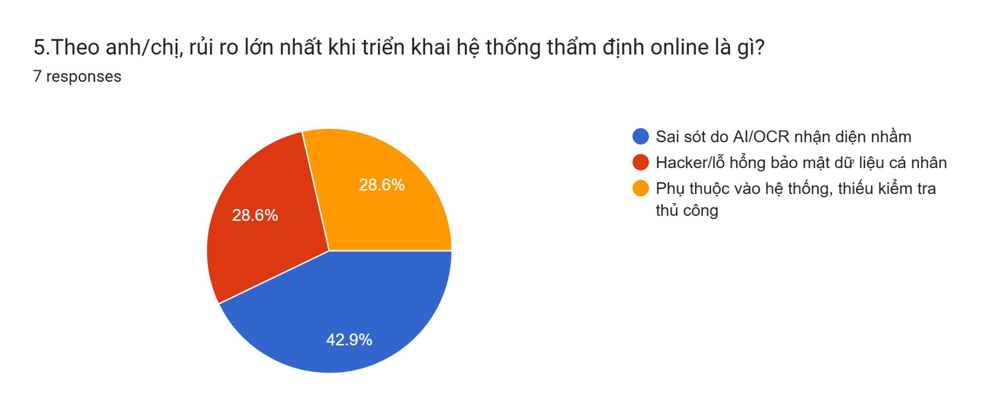 5.Theo anh/chị, rủi ro lớn nhất khi triển khai hệ thống thẩm định online là gì?
7 responses
Sai sót do AI/OCR nhận diện nhầm
Hacker/lỗ hổng bảo mật dữ liệu cá nhân
Phụ thuộc vào hệ thống, thiếu kiểm tra
thủ công
28.6%
28.6%
42.9%